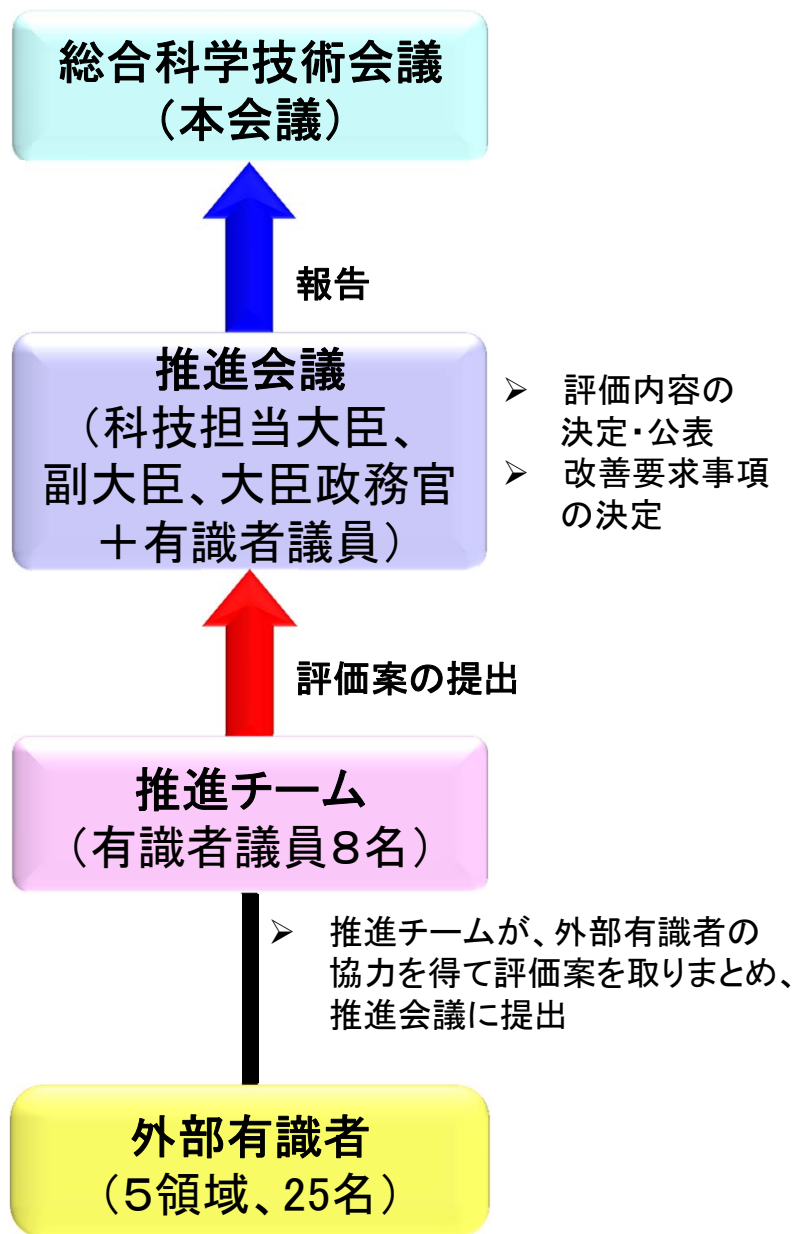 総合科学技術会議
（本会議）
報告
推進会議
（科技担当大臣、
副大臣、大臣政務官
＋有識者議員）
➢ 評価内容の
決定・公表
➢ 改善要求事項
の決定
評価案の提出
推進チーム
（有識者議員８名）
➢ 推進チームが、外部有識者の
協力を得て評価案を取りまとめ、
推進会議に提出
外部有識者
（５領域、25名）